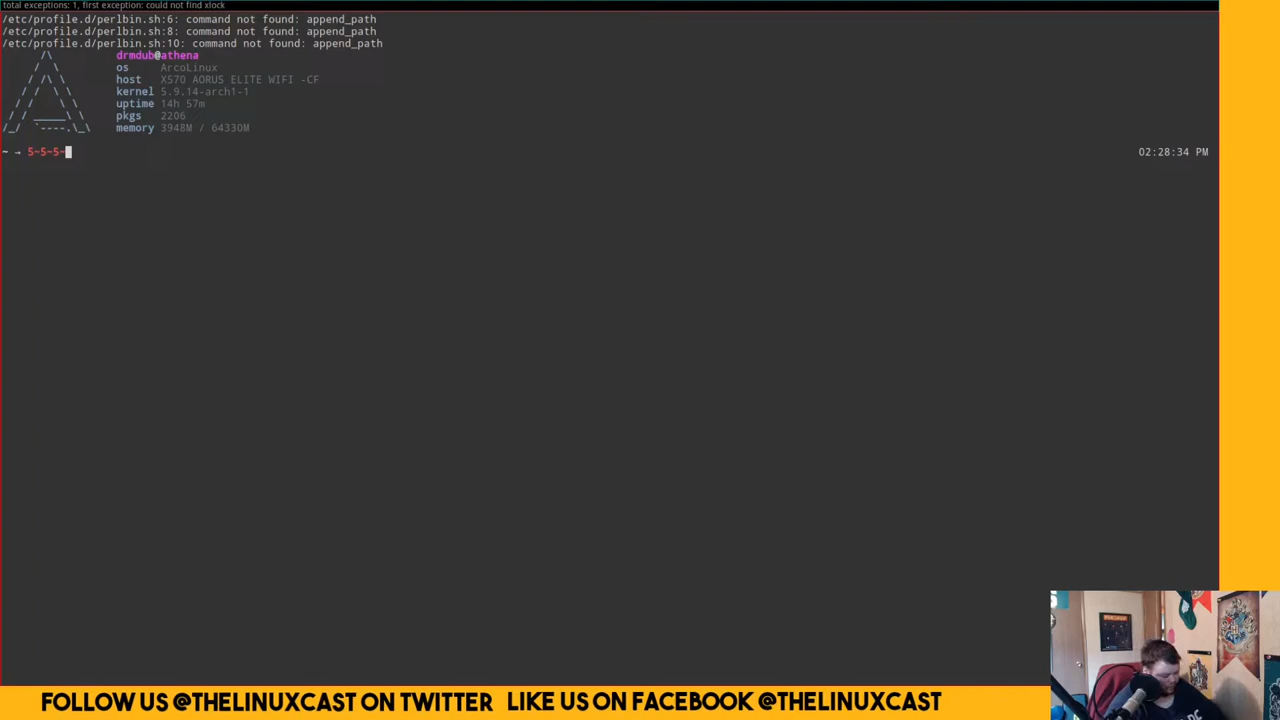 total exceptions: 1, first exception: could not find xlock
/etc/profile.d/perlbin.sh:6: command not found: append_path
/etc/profile.d/perlbin.sh:8: command not found: append_path
/etc/profile.d/perlbin.sh:10: command not found: append_path
drmdub@athena
os ArcoLinux
host X570 AORUS ELITE WIFI -CF
kernel 5.9.14-arch1-1
uptime 14h 57m
pkgs 2206
memory 3948M / 64330M
~ → 5~5~5~ 02:28:34 PM
FOLLOW US @THELINUXCAST ON TWITTER LIKE US ON FACEBOOK @THELINUXCAST